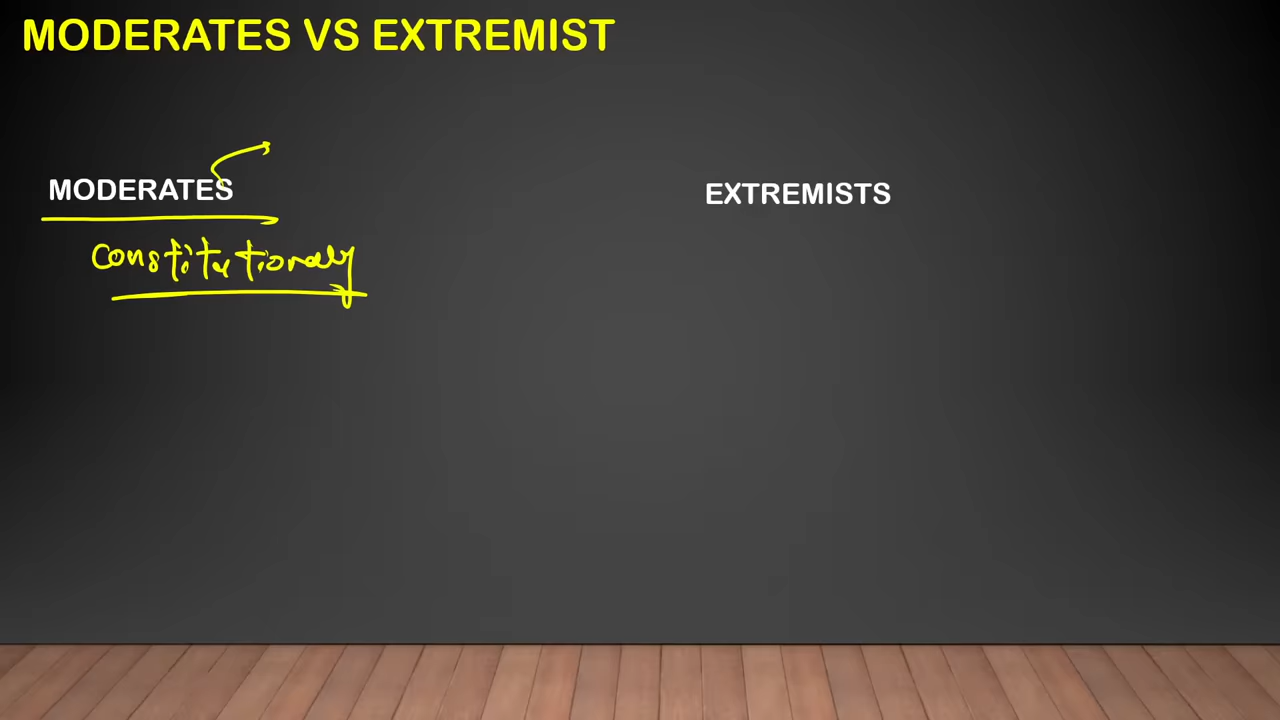 MODERATES VS EXTREMIST
MODERATES
EXTREMISTS
Constitutionaly